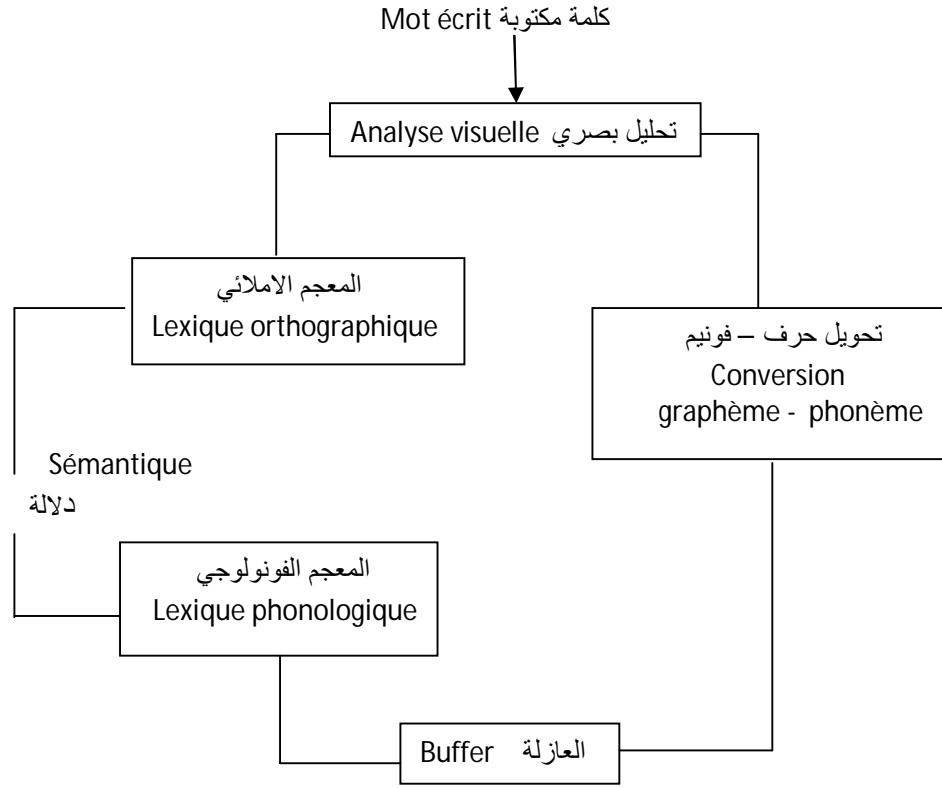 Mot écrit كلمة مكتوبة
Analyse visuelle تحليل بصري
المعجم الاملائي
Lexique orthographique
تحويل حرف – فونيم
Conversion
graphème - phonème
Sémantique
دلالة
المعجم الفونولوجي
Lexique phonologique
Buffer العازلة